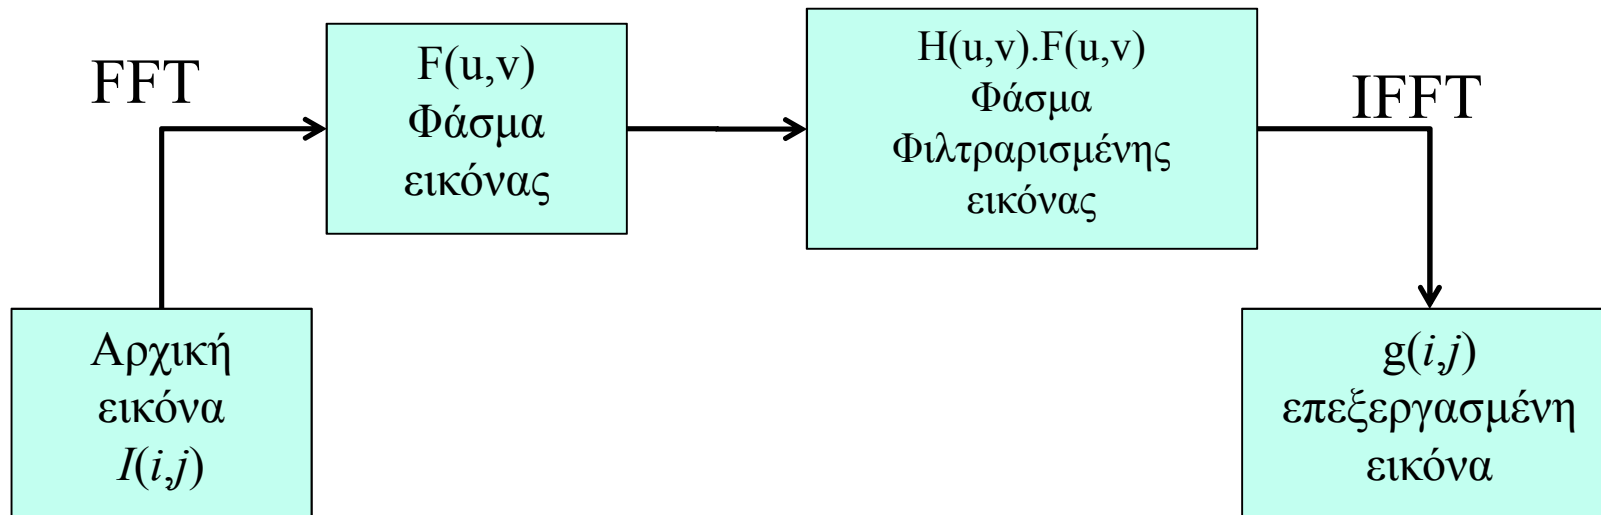 FFT
F(u,v)
Φάσμα
εικόνας
H(u,v).F(u,v)
Φάσμα
Φιλτραρισμένης
εικόνας
IFFT
Αρχική
εικόνα
I(i,j)
g(i,j)
επεξεργασμένη
εικόνα